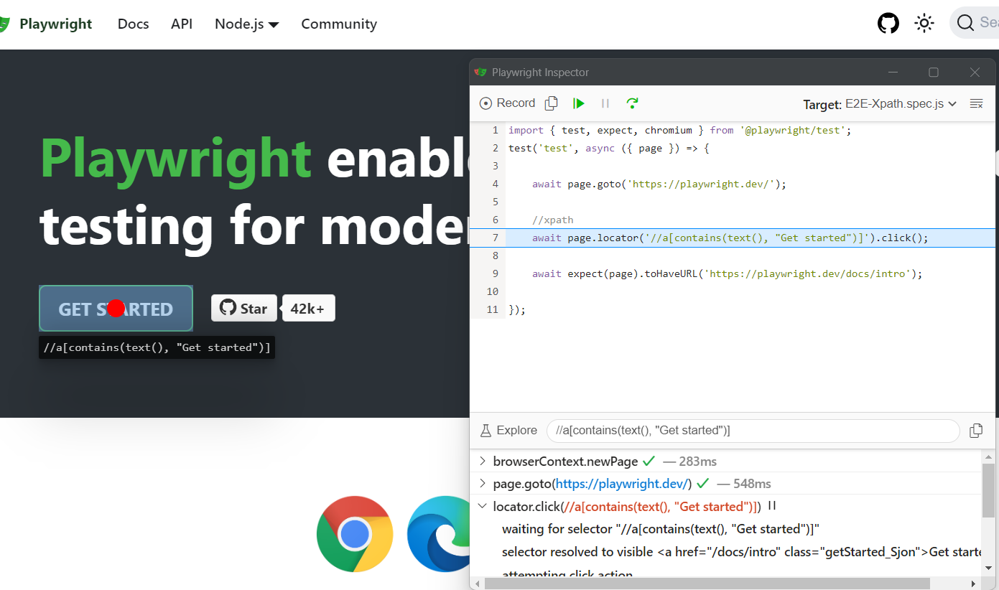 Playwright Docs API Node.js Community
Playwright enabl
testing for moder
GET STARTED Star 42k+
//a[contains(text(), "Get started")]
Playwright Inspector
Record Target: E2E-Xpath.spec.js
1 import { test, expect, chromium } from '@playwright/test';
2 test('test', async ({ page }) => {
3
4 await page.goto('https://playwright.dev/');
5
6 //xpath
7 await page.locator('//a[contains(text(), "Get started")]').click();
8
9 await expect(page).toHaveURL('https://playwright.dev/docs/intro');
10
11 });
Explore //a[contains(text(), "Get started")]
browserContext.newPage ✓ — 283ms
page.goto(https://playwright.dev/) ✓ — 548ms
locator.click(//a[contains(text(), "Get started")])
waiting for selector "//a[contains(text(), "Get started")]"
selector resolved to visible <a href="/docs/intro" class="getStarted_Sjon">Get starte
attempting click action